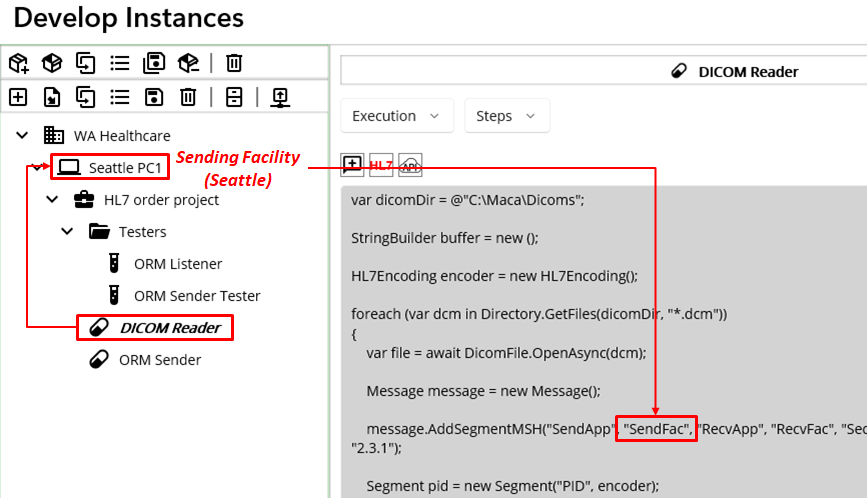 Develop Instances
DICOM Reader
Execution
Steps
WA Healthcare
Seattle PC1
Sending Facility
(Seattle)
HL7 order project
Testers
ORM Listener
ORM Sender Tester
DICOM Reader
ORM Sender
HL7
API
var dicomDir = @"C:\Maca\Dicoms";
StringBuilder buffer = new ();
HL7Encoding encoder = new HL7Encoding();
foreach (var dcm in Directory.GetFiles(dicomDir, "*.dcm"))
{
var file = await DicomFile.OpenAsync(dcm);
Message message = new Message();
message.AddSegmentMSH("SendApp", "SendFac", "RecvApp", "RecvFac", "Sec
"2.3.1");
Segment pid = new Segment("PID", encoder);